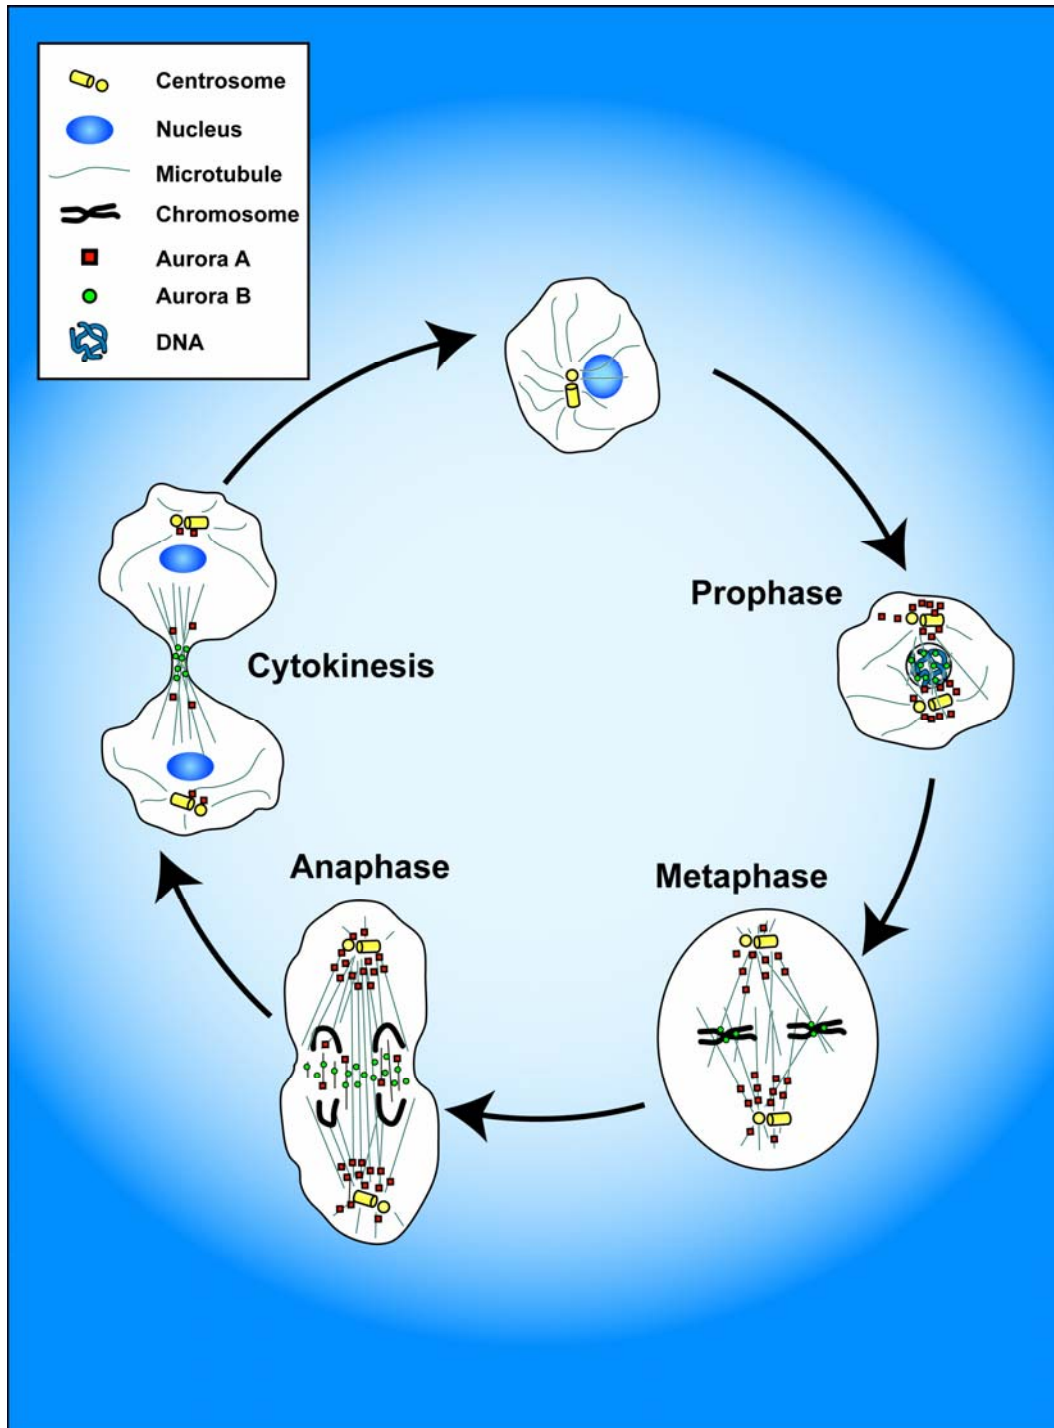 Centrosome
Nucleus
Microtubule
Chromosome
Aurora A
Aurora B
DNA
Prophase
Cytokinesis
Anaphase
Metaphase